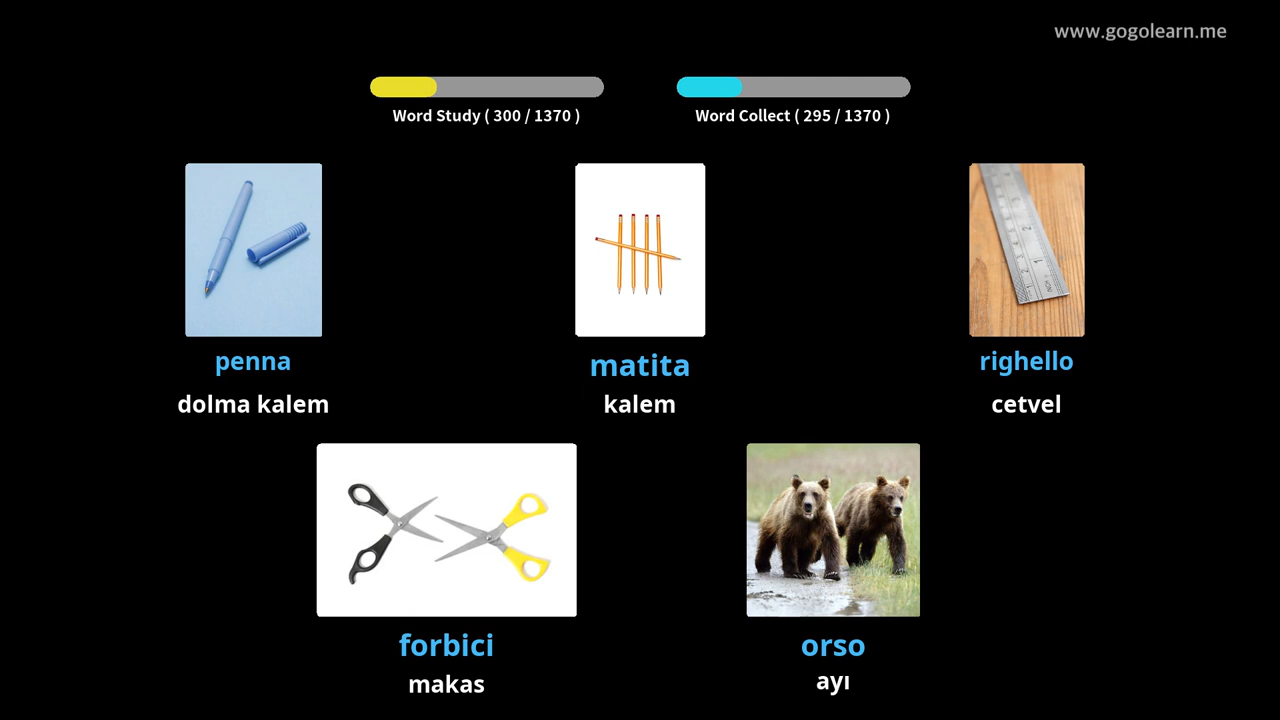 www.gogolearn.me
Word Study ( 300 / 1370 )
Word Collect ( 295 / 1370 )
penna
matita
righello
dolma kalem
kalem
cetvel
forbici
orso
makas
ayı